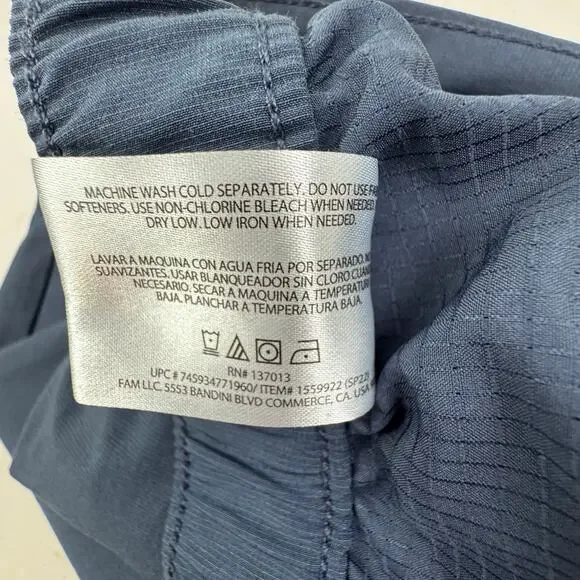 MACHINE WASH COLD SEPARATELY. DO NOT USE
SOFTENERS. USE NON-CHLORINE BLEACH WHEN NEEDED.
DRY LOW. LOW IRON WHEN NEEDED.
LAVAR A MAQUINA CON AGUA FRIA POR SEPARADO.
SUAVIZANTES. USAR BLANQUEADOR SIN CLORO
NECESARIO. SECAR A MAQUINA A TEMPERATURA
BAJA. PLANCHAR A TEMPERATURA BAJA.
RN# 137013
UPC # 745934771960/ ITEM# 1559922 (SP22)
FAM LLC. 5553 BANDINI BLVD COMMERCE, CA. USA